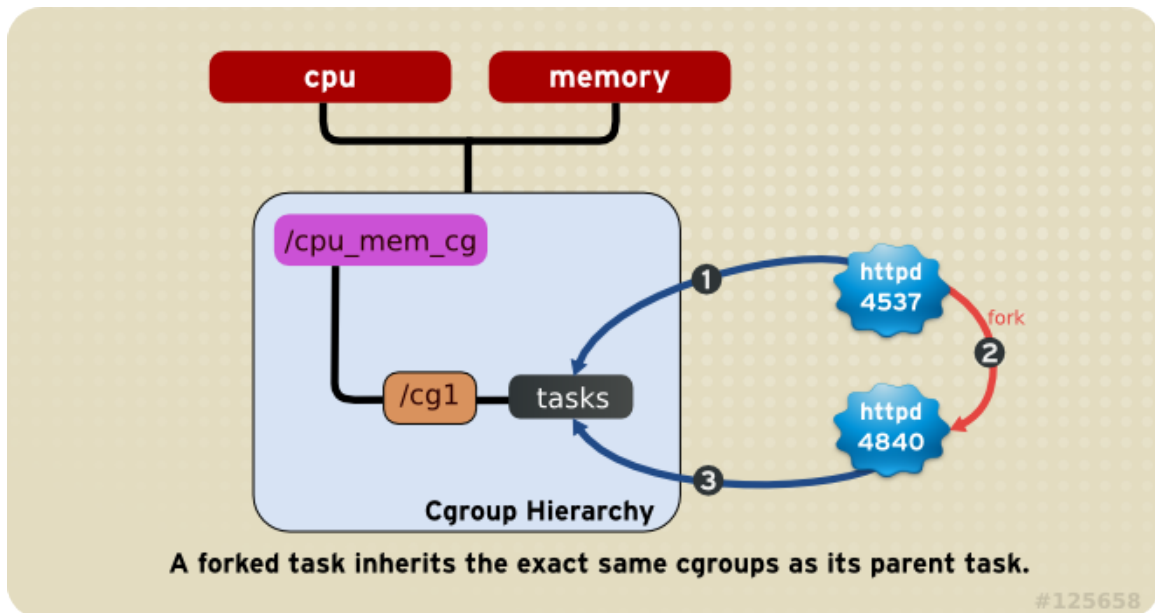 cpu
memory
/cpu_mem_cg
1
httpd
4537
fork
2
/cg1
tasks
httpd
4840
3
Cgroup Hierarchy
A forked task inherits the exact same cgroups as its parent task.
#125658